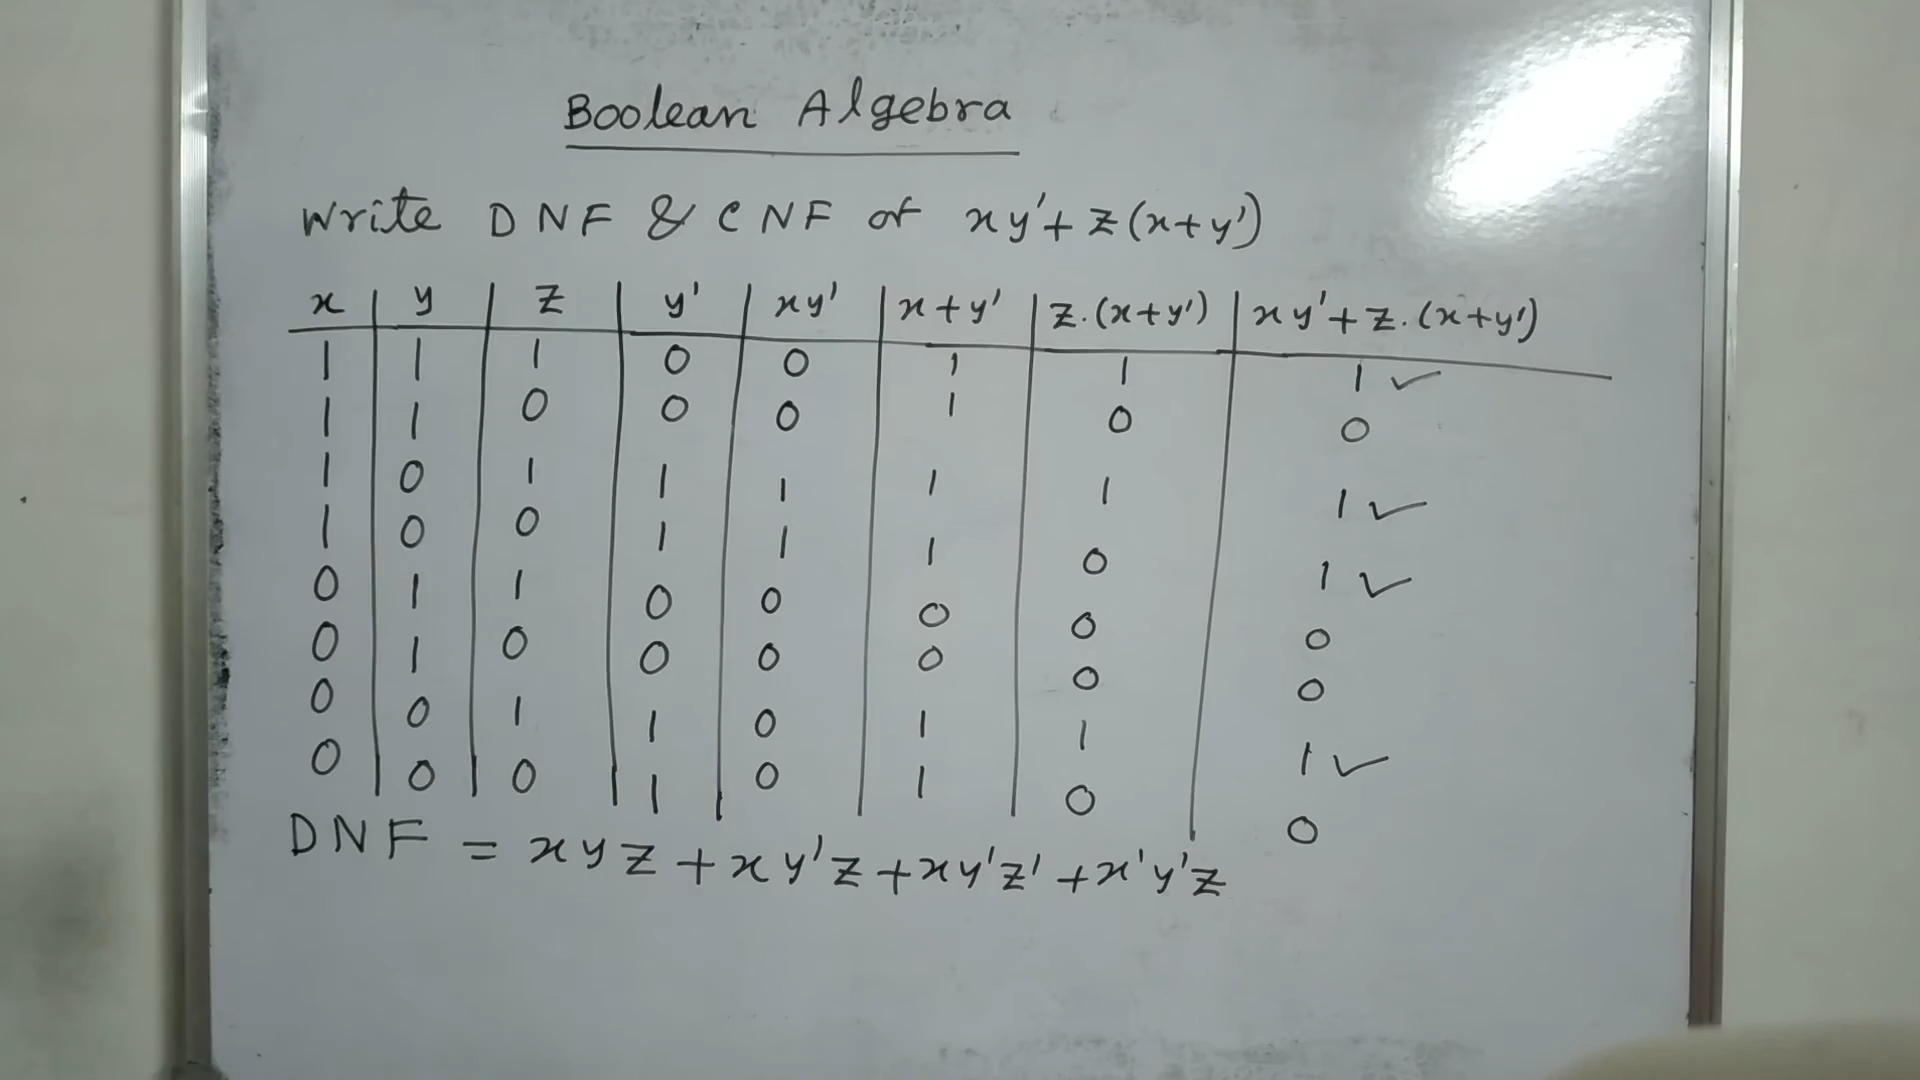 Boolean Algebra
Write DNF & CNF of xy'+z(x+y')
x | y | z | y' | xy' | x+y' | z.(x+y') | xy'+z.(x+y')
1 | 1 | 1 | 0 | 0 | 1 | 1 | 1 ✓
1 | 1 | 0 | 0 | 0 | 1 | 0 | 0
1 | 0 | 1 | 1 | 1 | 1 | 1 | 1 ✓
1 | 0 | 0 | 1 | 1 | 1 | 0 | 1 ✓
0 | 1 | 1 | 0 | 0 | 0 | 0 | 0
0 | 1 | 0 | 0 | 0 | 0 | 0 | 0
0 | 0 | 1 | 1 | 0 | 1 | 1 | 1 ✓
0 | 0 | 0 | 1 | 0 | 1 | 0 | 0
DNF = xyz+xy'z+xy'z'+x'y'z